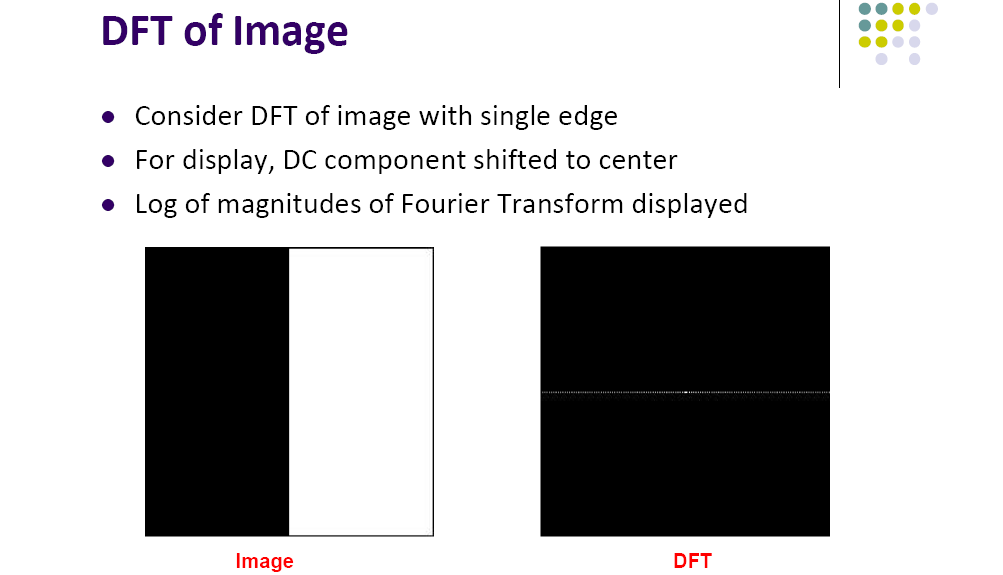 DFT of Image
● Consider DFT of image with single edge
● For display, DC component shifted to center
● Log of magnitudes of Fourier Transform displayed
Image
DFT